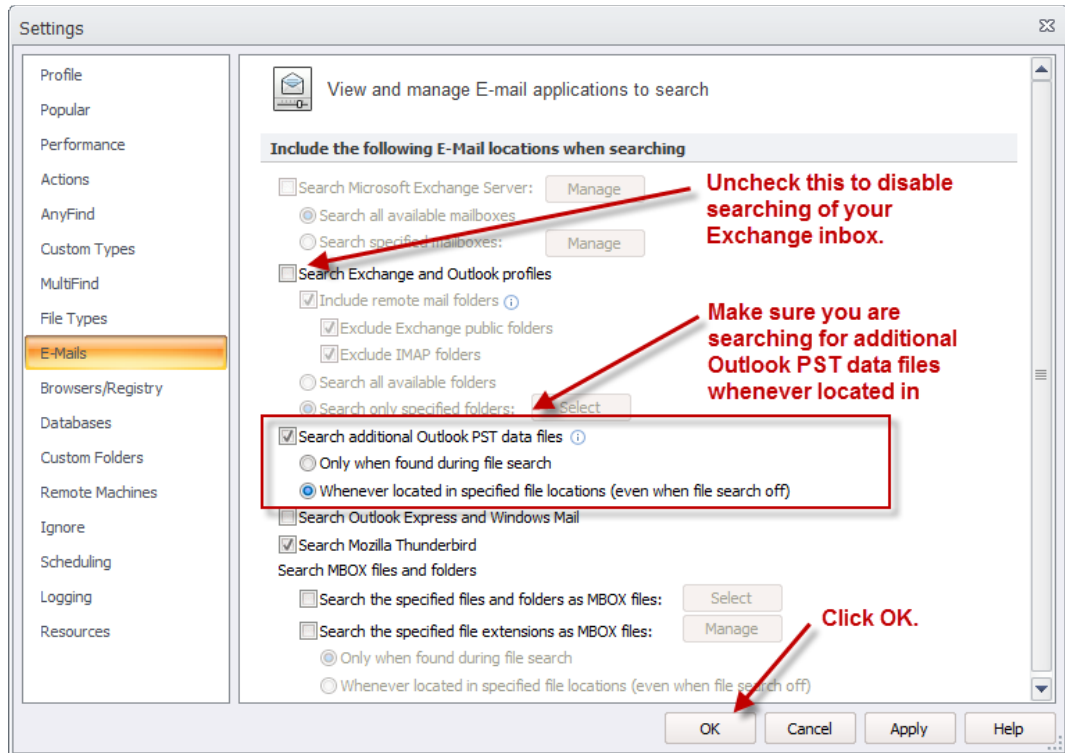 Settings
Profile
Popular
Performance
Actions
AnyFind
Custom Types
MultiFind
File Types
E-Mails
Browsers/Registry
Databases
Custom Folders
Remote Machines
Ignore
Scheduling
Logging
Resources
View and manage E-mail applications to search
Include the following E-Mail locations when searching
Search Microsoft Exchange Server: Manage
Search all available mailboxes
Search specified mailboxes: Manage
Search Exchange and Outlook profiles
Include remote mail folders
Exclude Exchange public folders
Exclude IMAP folders
Search all available folders
Search only specified folders: Select
Search additional Outlook PST data files
Only when found during file search
Whenever located in specified file locations (even when file search off)
Search Outlook Express and Windows Mail
Search Mozilla Thunderbird
Search MBOX files and folders
Search the specified files and folders as MBOX files: Select
Search the specified file extensions as MBOX files: Manage
Only when found during file search
Whenever located in specified file locations (even when file search off)
Uncheck this to disable
searching of your
Exchange inbox.
Make sure you are
searching for additional
Outlook PST data files
whenever located in
Click OK.
OK Cancel Apply Help